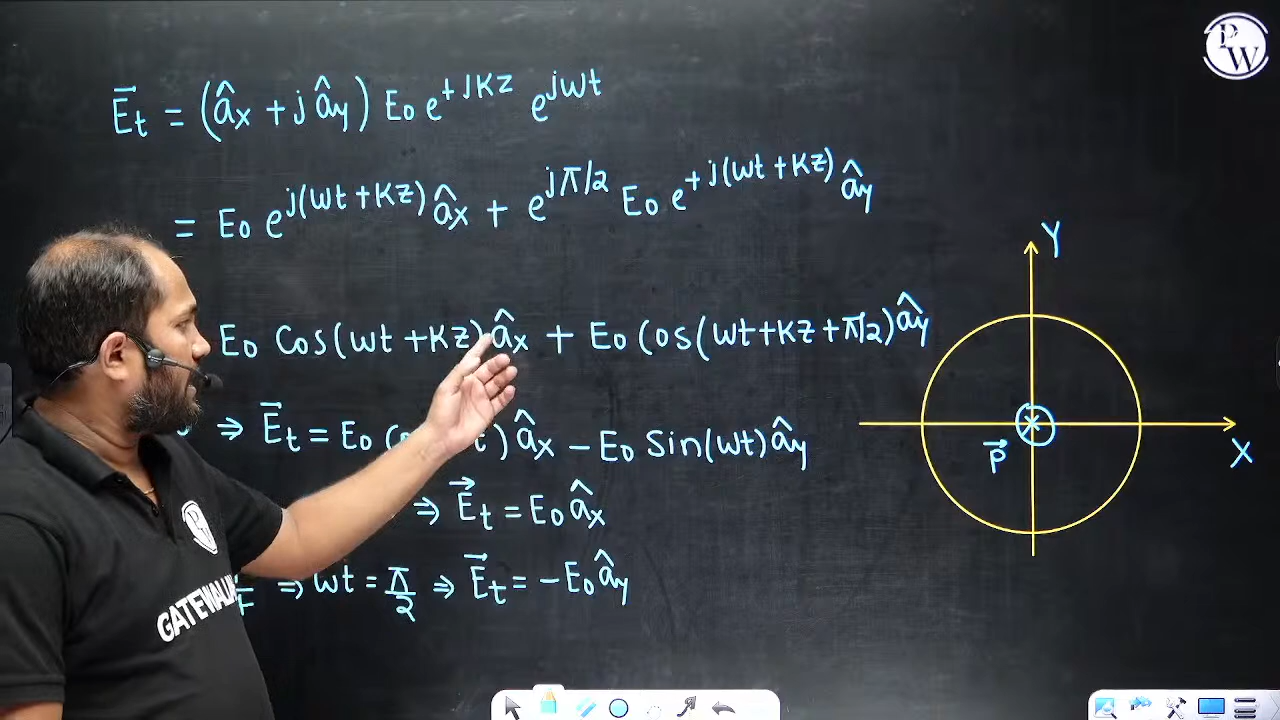 E⃗t = (âx + j ây) E0 e^{+jKz} e^{jωt}
= E0 e^{j(ωt+Kz)} âx + e^{jπ/2} E0 e^{+j(ωt+Kz)} ây
E0 Cos(ωt+Kz) âx + E0 Cos(ωt+Kz+π/2) ây
⇒ E⃗t = E0 âx − E0 Sin(ωt) ây
⇒ E⃗t = E0 âx
⇒ ωt = π/2 ⇒ E⃗t = −E0 ây
Y
X
P⃗
PW
GATEWALLAH